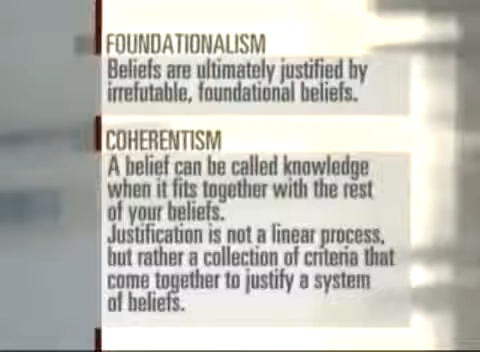 FOUNDATIONALISM
Beliefs are ultimately justified by
irrefutable, foundational beliefs.
COHERENTISM
A belief can be called knowledge
when it fits together with the rest
of your beliefs.
Justification is not a linear process,
but rather a collection of criteria that
come together to justify a system
of beliefs.